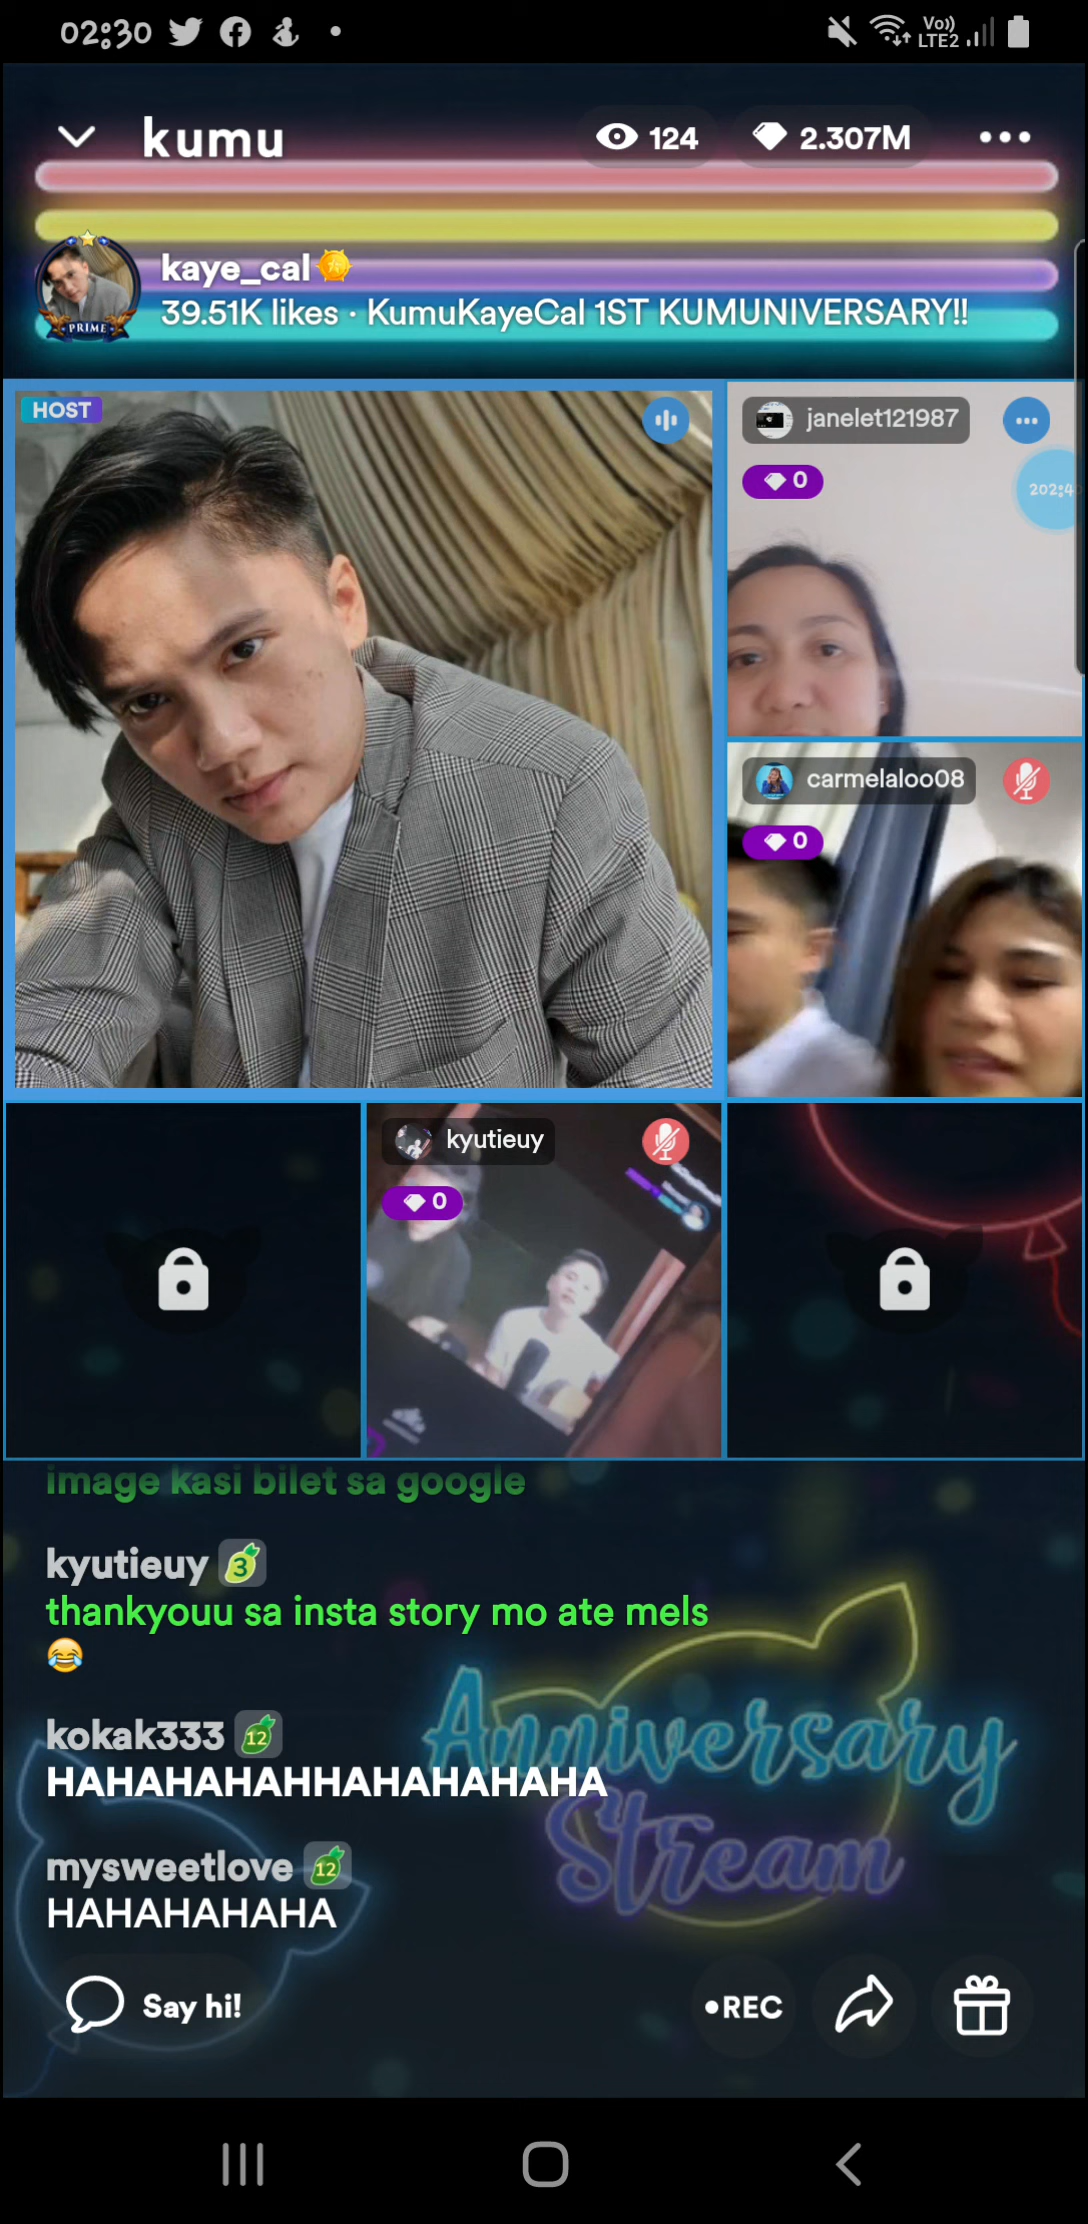 02:30
Vo))
LTE2
kumu
124
2.307M
kaye_cal
PRIME
39.51K likes · KumuKayeCal 1ST KUMUNIVERSARY!!
HOST
janelet121987
0
carmelaloo08
0
kyutieuy
0
image kasi bilet sa google
kyutieuy 3
thankyouu sa insta story mo ate mels
😂
kokak333 12
HAHAHAHAHHAHAHAHAHA
mysweetlove 12
HAHAHAHAHA
Anniversary
Stream
Say hi!
•REC